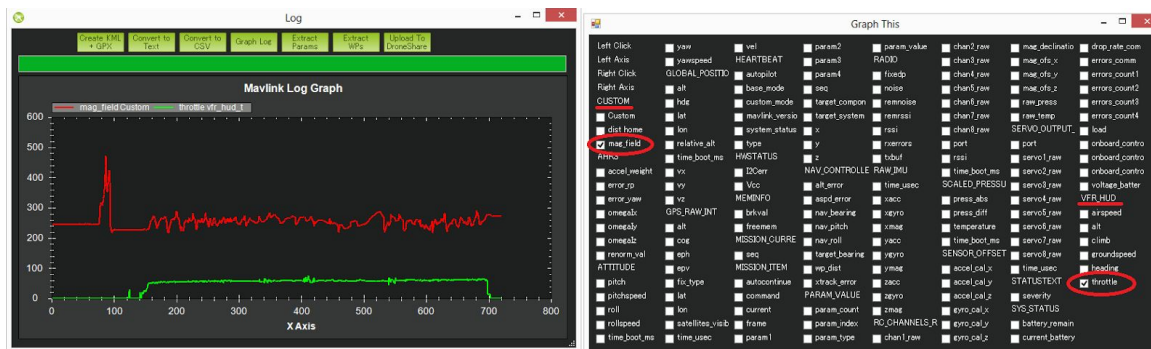 Log
Create KML + GPX
Convert to Text
Convert to CSV
Graph Log
Extract Params
Extract WPs
Upload To DroneShare
Mavlink Log Graph
mag_field Custom
throttle vfr_hud_t
600
500
400
300
200
100
0
0 100 200 300 400 500 600 700 800
X Axis
Graph This
Left Click
Left Axis
Right Click
Right Axis
CUSTOM
Custom
dist home
mag_field
AHRS
accel_weight
error_rp
error_yaw
omegaIx
omegaIy
omegaIz
renorm_val
ATTITUDE
pitch
pitchspeed
roll
rollspeed
time_boot_ms
yaw
yawspeed
GLOBAL_POSITIO
alt
hdg
lat
lon
relative_alt
time_boot_ms
vx
vy
vz
GPS_RAW_INT
alt
cog
eph
epv
fix_type
lat
lon
satellites_visib
time_usec
vel
HEARTBEAT
autopilot
base_mode
custom_mode
mavlink_versio
system_status
type
HWSTATUS
I2Cerr
Vcc
MEMINFO
brkval
freemem
MISSION_CURRE
seq
MISSION_ITEM
autocontinue
command
current
frame
param1
param2
param3
param4
seq
target_compon
target_system
x
y
z
NAV_CONTROLLE
alt_error
aspd_error
nav_bearing
nav_pitch
nav_roll
target_bearing
wp_dist
xtrack_error
PARAM_VALUE
param_count
param_index
param_type
param_value
RADIO
fixedp
noise
remnoise
remrssi
rssi
rxerrors
txbuf
RAW_IMU
time_usec
xacc
xgyro
xmag
yacc
ygyro
ymag
zacc
zgyro
zmag
RC_CHANNELS_R
chan1_raw
chan2_raw
chan3_raw
chan4_raw
chan5_raw
chan6_raw
chan7_raw
chan8_raw
port
rssi
time_boot_ms
SCALED_PRESSU
press_abs
press_diff
temperature
time_boot_ms
SENSOR_OFFSET
accel_cal_x
accel_cal_y
accel_cal_z
gyro_cal_x
gyro_cal_y
gyro_cal_z
mag_declinatio
mag_ofs_x
mag_ofs_y
mag_ofs_z
raw_press
raw_temp
SERVO_OUTPUT_
port
servo1_raw
servo2_raw
servo3_raw
servo4_raw
servo5_raw
servo6_raw
servo7_raw
servo8_raw
time_usec
STATUSTEXT
severity
SYS_STATUS
battery_remain
current_battery
drop_rate_com
errors_comm
errors_count1
errors_count2
errors_count3
errors_count4
load
onboard_contro
onboard_contro
onboard_contro
voltage_batter
VFR_HUD
airspeed
alt
climb
groundspeed
heading
throttle